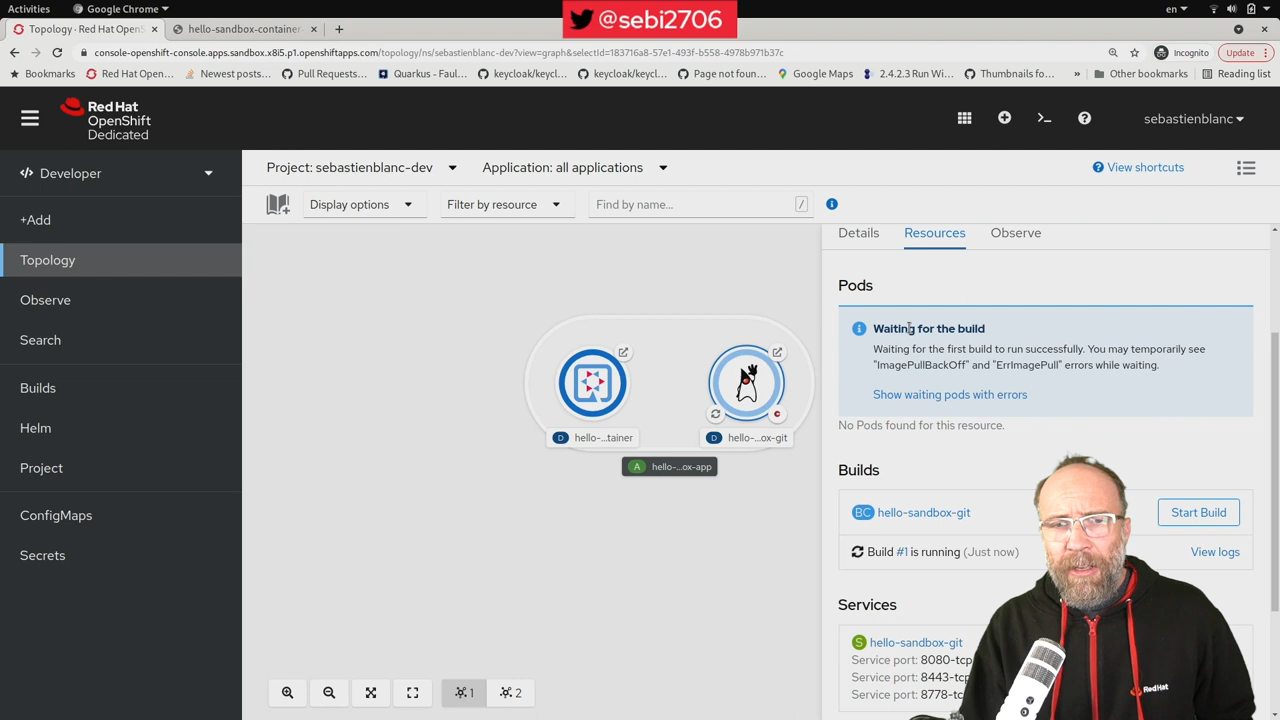 Activities
Google Chrome
@sebi2706
en
Topology · Red Hat OpenS
hello-sandbox-container
console-openshift-console.apps.sandbox.x8i5.p1.openshiftapps.com/topology/ns/sebastienblanc-dev?view=graph&selectId=183716a8-57e1-493f-b558-4978b971b37c
Incognito
Update
Bookmarks
Red Hat Open...
Newest posts...
Pull Requests...
Quarkus - Faul...
keycloak/keycl...
keycloak/keycl...
Page not foun...
Google Maps
2.4.2.3 Run Wi...
Thumbnails fo...
»
Other bookmarks
Reading list
Red Hat
OpenShift
Dedicated
sebastienblanc
Developer
Project: sebastienblanc-dev
Application: all applications
View shortcuts
Display options
Filter by resource
Find by name...
/
+Add
Topology
Observe
Search
Builds
Helm
Project
ConfigMaps
Secrets
D hello-...tainer
D hello-...ox-git
A hello-...ox-app
1
2
Details
Resources
Observe
Pods
Waiting for the build
Waiting for the first build to run successfully. You may temporarily see
"ImagePullBackOff" and "ErrImagePull" errors while waiting.
Show waiting pods with errors
No Pods found for this resource.
Builds
BC hello-sandbox-git
Start Build
Build #1 is running (Just now)
View logs
Services
S hello-sandbox-git
Service port: 8080-tcp
Service port: 8443-tc
Service port: 8778-tc
Red Hat